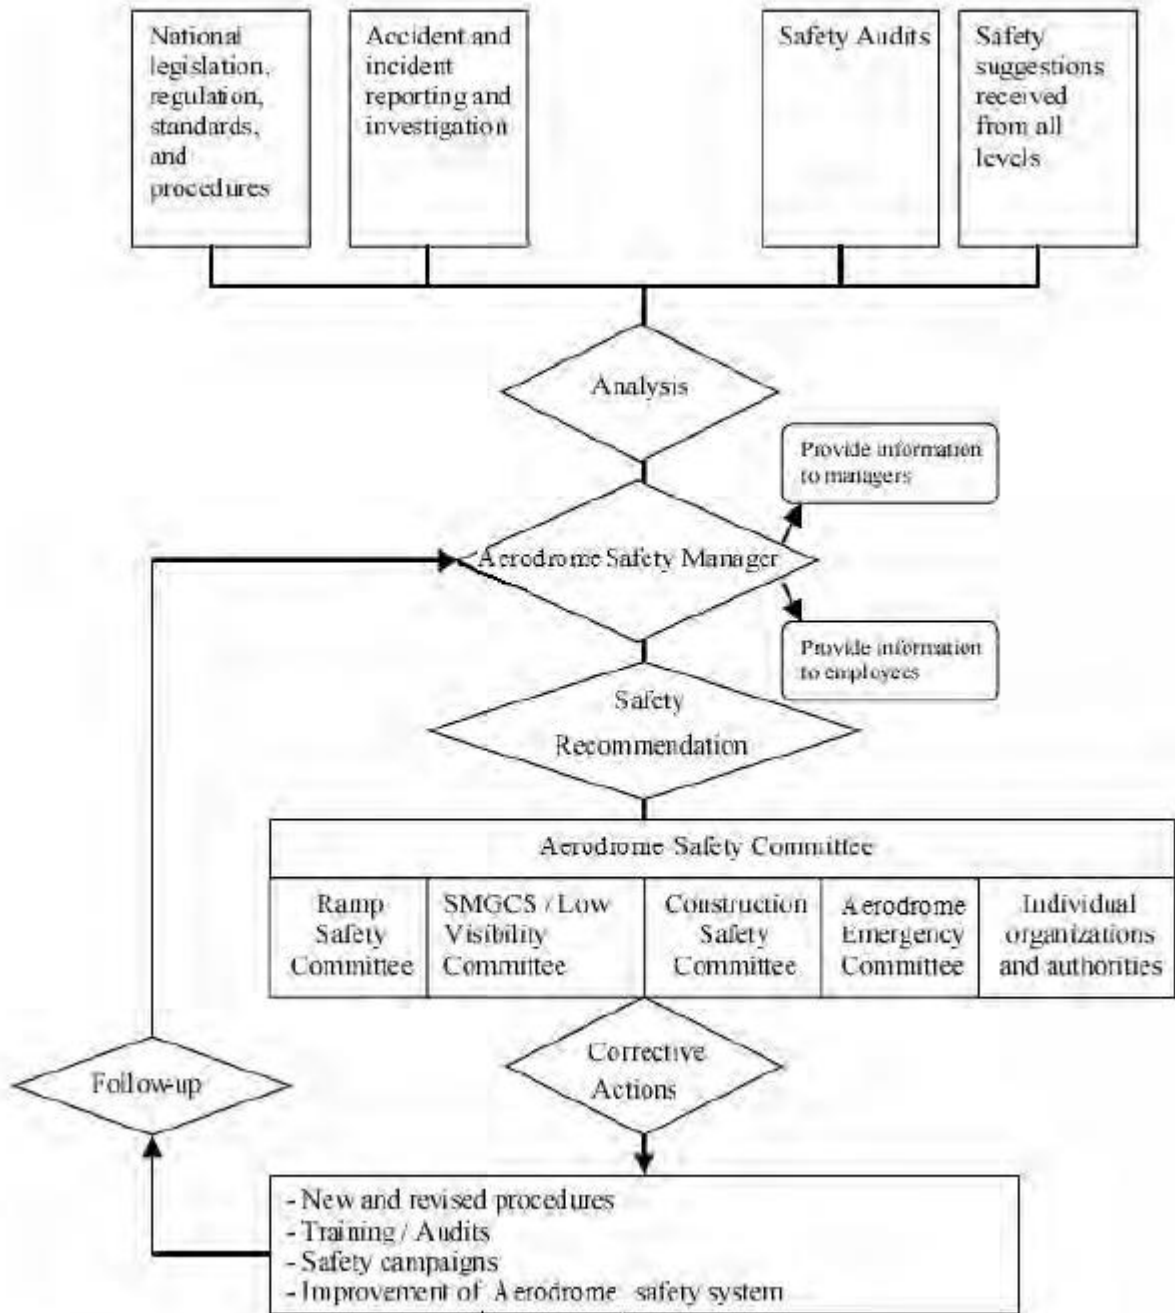 National
legislation,
regulation,
standards,
and
procedures
Accident and
incident
reporting and
investigation
Safety Audits
Safety
suggestions
received
from all
levels
Analysis
Provide information
to managers
Aerodrome Safety Manager
Provide information
to employees
Safety
Recommendation
Aerodrome Safety Committee
Ramp
Safety
Committee
SMGCS / Low
Visibility
Committee
Construction
Safety
Committee
Aerodrome
Emergency
Committee
Individual
organizations
and authorities
Corrective
Actions
Follow-up
- New and revised procedures
- Training / Audits
- Safety campaigns
- Improvement of Aerodrome safety system